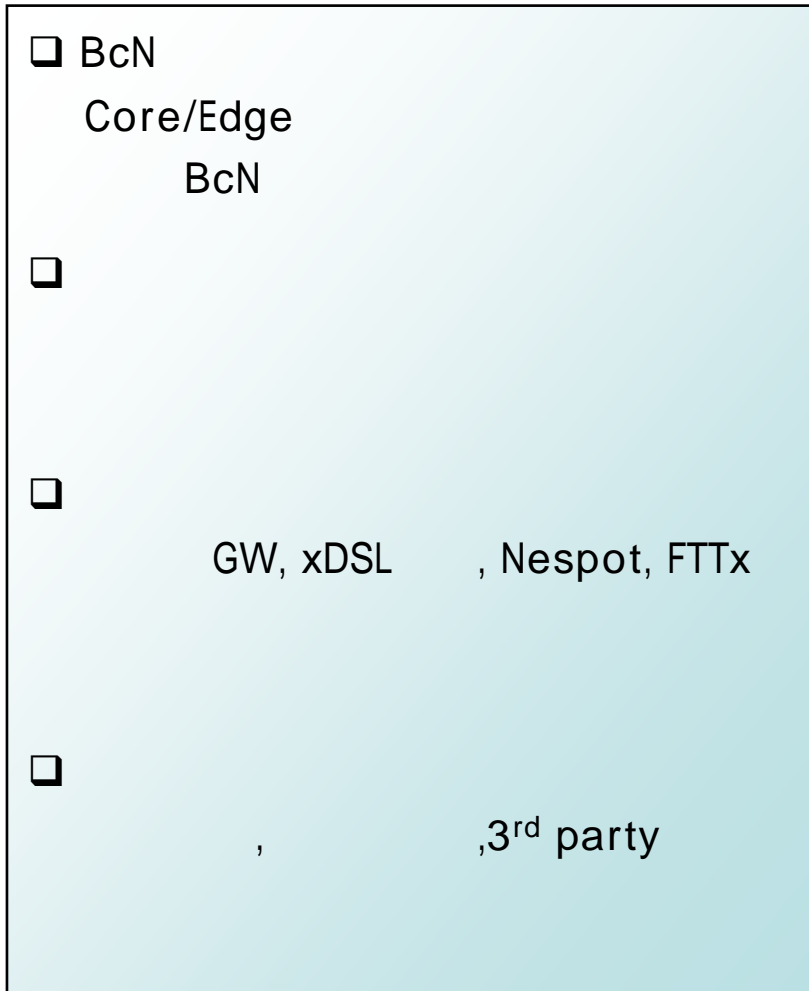 ❑ BcN
Core/Edge
BcN
❑
❑
GW, xDSL , Nespot, FTTx
❑
, ,3rd party